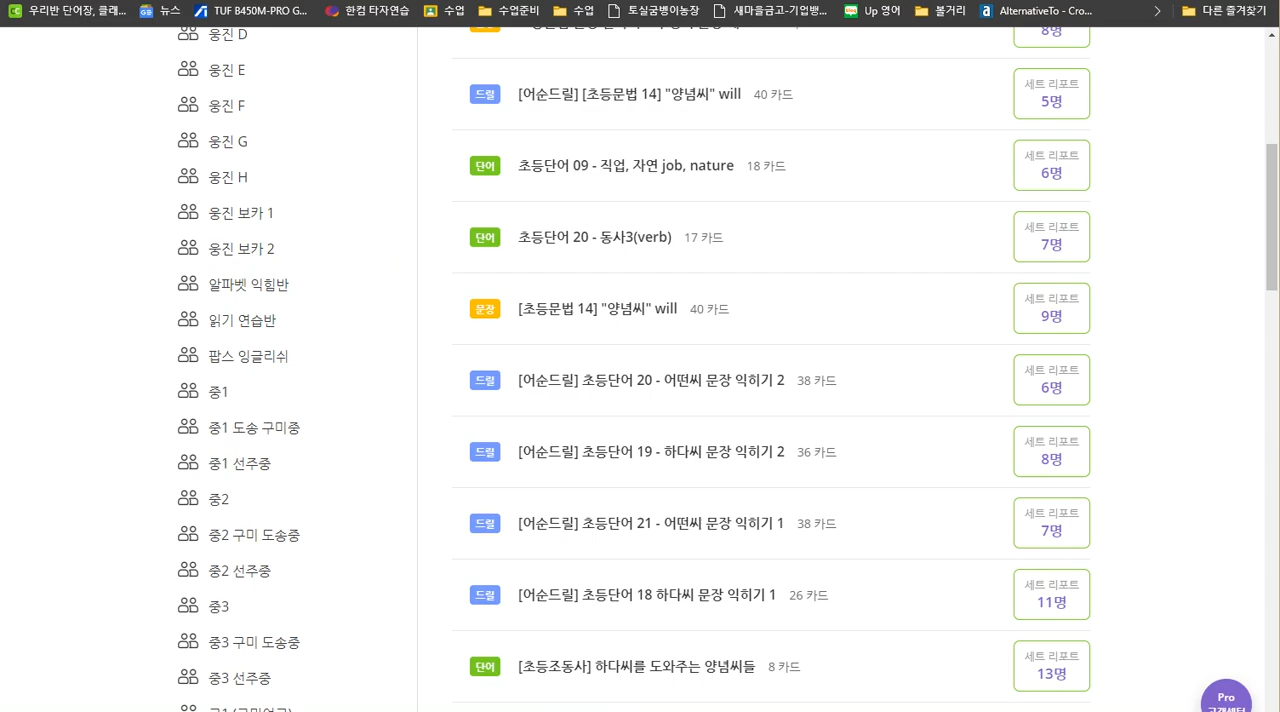 우리반 단어장, 클래... 뉴스 TUF B450M-PRO G... 한컴 타자연습 수업 수업준비 수업 토실굼벵이농장 새마을금고-기업뱅... Up 영어 볼거리 AlternativeTo - Cro... 다른 즐겨찾기
웅진 D
웅진 E
웅진 F
웅진 G
웅진 H
웅진 보카 1
웅진 보카 2
알파벳 익힘반
읽기 연습반
팝스 잉글리쉬
중1
중1 도송 구미중
중1 선주중
중2
중2 구미 도송중
중2 선주중
중3
중3 구미 도송중
중3 선주중
8명
드릴 [어순드릴] [초등문법 14] "양념씨" will 40 카드
세트 리포트
5명
단어 초등단어 09 - 직업, 자연 job, nature 18 카드
세트 리포트
6명
단어 초등단어 20 - 동사3(verb) 17 카드
세트 리포트
7명
문장 [초등문법 14] "양념씨" will 40 카드
세트 리포트
9명
드릴 [어순드릴] 초등단어 20 - 어떤씨 문장 익히기 2 38 카드
세트 리포트
6명
드릴 [어순드릴] 초등단어 19 - 하다씨 문장 익히기 2 36 카드
세트 리포트
8명
드릴 [어순드릴] 초등단어 21 - 어떤씨 문장 익히기 1 38 카드
세트 리포트
7명
드릴 [어순드릴] 초등단어 18 하다씨 문장 익히기 1 26 카드
세트 리포트
11명
단어 [초등조동사] 하다씨를 도와주는 양념씨들 8 카드
세트 리포트
13명
Pro
고객센터